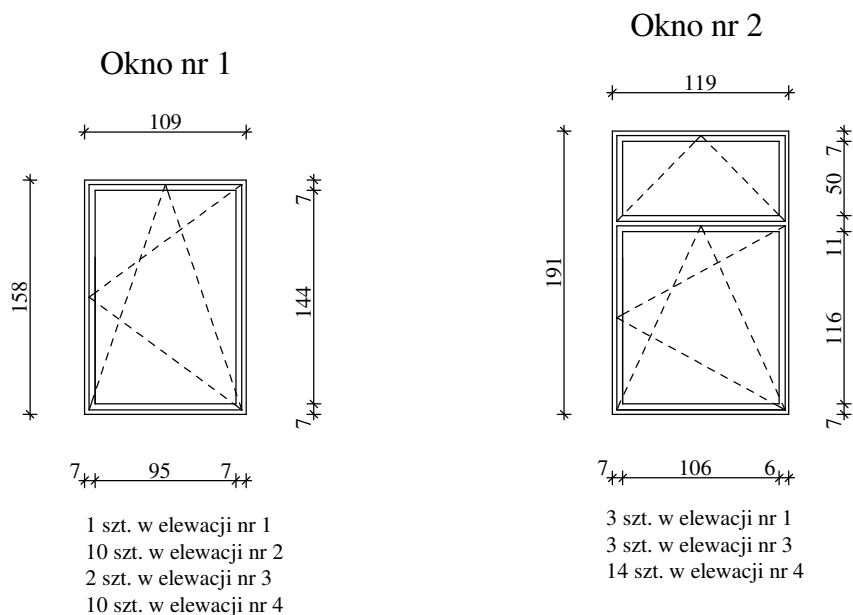 Okno nr 1
109
158
7
144
7
7 95 7
1 szt. w elewacji nr 1
10 szt. w elewacji nr 2
2 szt. w elewacji nr 3
10 szt. w elewacji nr 4
Okno nr 2
119
191
7
50
11
116
7
7 106 6
3 szt. w elewacji nr 1
3 szt. w elewacji nr 3
14 szt. w elewacji nr 4